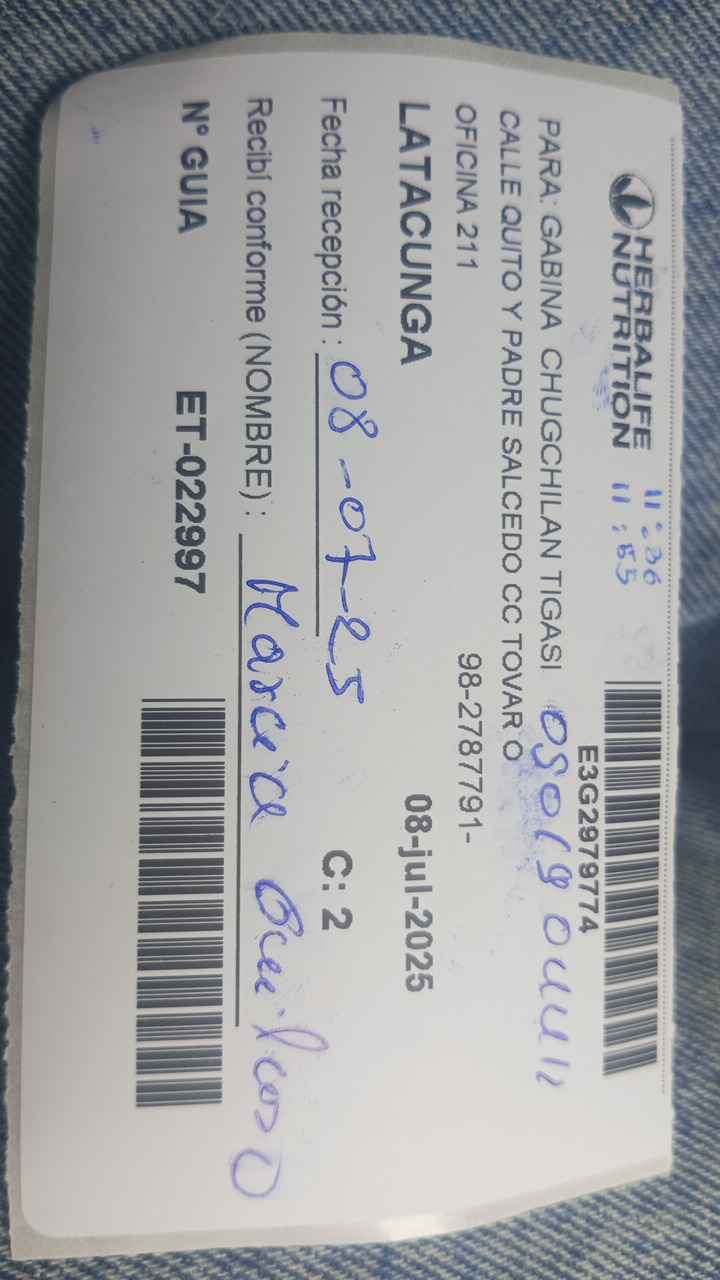 HERBALIFE
NUTRITION
11:36
11:55
E3G2979774
PARA: GABINA CHUGCHILAN TIGASI
CALLE QUITO Y PADRE SALCEDO CC TOVAR O
OFICINA 211 98-2787791-
LATACUNGA 08-jul-2025
Fecha recepción : 08-07-25 C: 2
Recibí conforme (NOMBRE) :
N° GUIA ET-022997